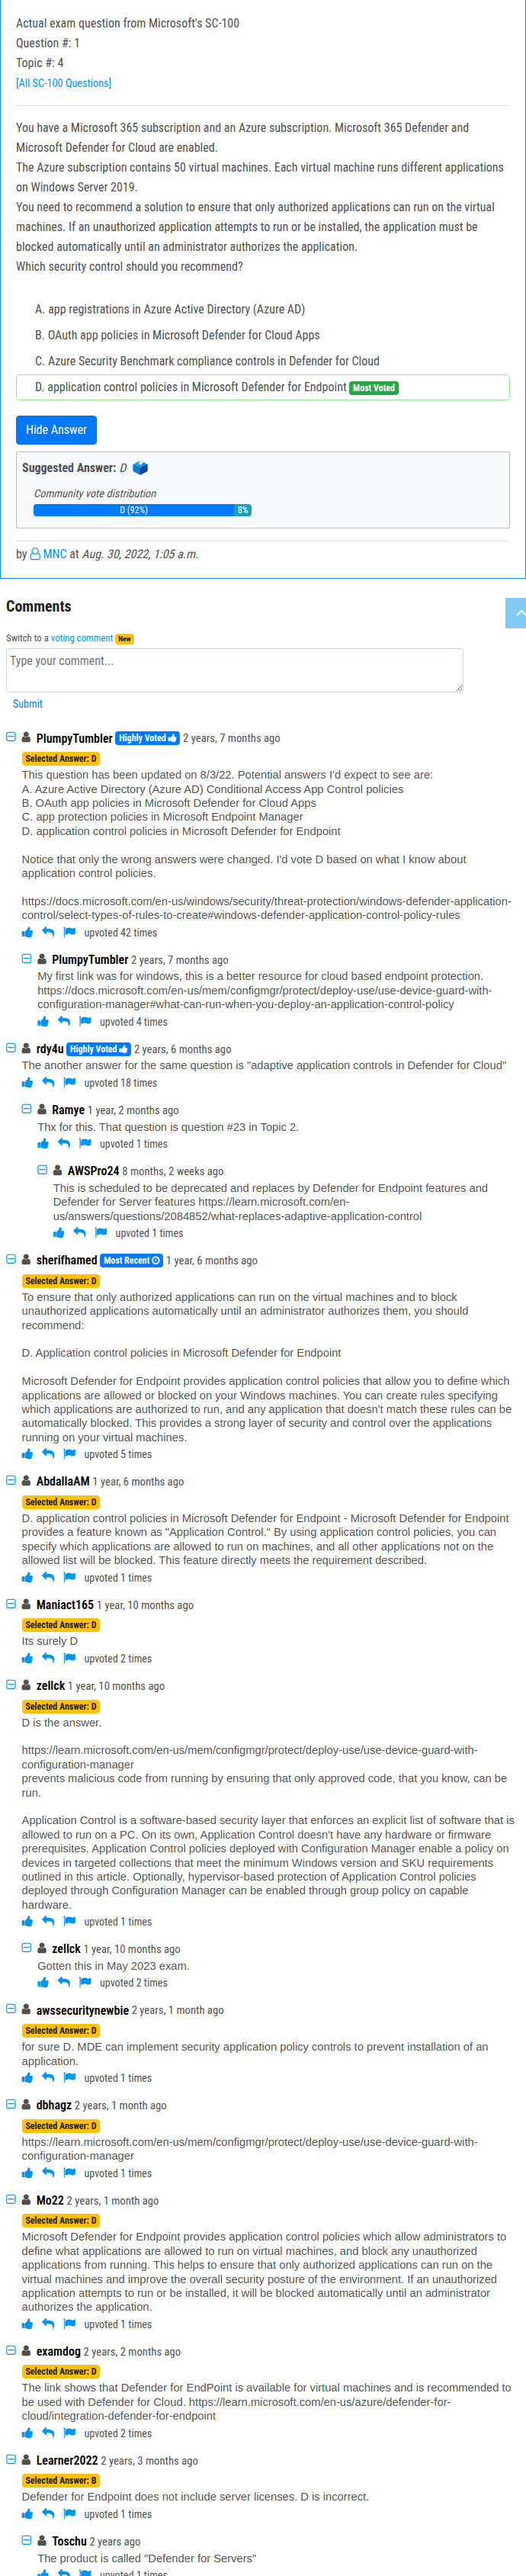 Actual exam question from Microsoft's SC-100
Question #: 1
Topic #: 4
[All SC-100 Questions]
You have a Microsoft 365 subscription and an Azure subscription. Microsoft 365 Defender and
Microsoft Defender for Cloud are enabled.
The Azure subscription contains 50 virtual machines. Each virtual machine runs different applications
on Windows Server 2019.
You need to recommend a solution to ensure that only authorized applications can run on the virtual
machines. If an unauthorized application attempts to run or be installed, the application must be
blocked automatically until an administrator authorizes the application.
Which security control should you recommend?
A. app registrations in Azure Active Directory (Azure AD)
B. OAuth app policies in Microsoft Defender for Cloud Apps
C. Azure Security Benchmark compliance controls in Defender for Cloud
D. application control policies in Microsoft Defender for Endpoint Most Voted
Hide Answer
Suggested Answer: D
Community vote distribution
D (92%) 8%
by MNC at Aug. 30, 2022, 1:05 a.m.
Comments
Switch to a voting comment New
Type your comment...
Submit
PlumpyTumbler Highly Voted 2 years, 7 months ago
Selected Answer: D
This question has been updated on 8/3/22. Potential answers I'd expect to see are:
A. Azure Active Directory (Azure AD) Conditional Access App Control policies
B. OAuth app policies in Microsoft Defender for Cloud Apps
C. app protection policies in Microsoft Endpoint Manager
D. application control policies in Microsoft Defender for Endpoint
Notice that only the wrong answers were changed. I'd vote D based on what I know about
application control policies.
https://docs.microsoft.com/en-us/windows/security/threat-protection/windows-defender-application-
control/select-types-of-rules-to-create#windows-defender-application-control-policy-rules
upvoted 42 times
PlumpyTumbler 2 years, 7 months ago
My first link was for windows, this is a better resource for cloud based endpoint protection.
https://docs.microsoft.com/en-us/mem/configmgr/protect/deploy-use/use-device-guard-with-
configuration-manager#what-can-run-when-you-deploy-an-application-control-policy
upvoted 4 times
rdy4u Highly Voted 2 years, 6 months ago
The another answer for the same question is "adaptive application controls in Defender for Cloud"
upvoted 18 times
Ramye 1 year, 2 months ago
Thx for this. That question is question #23 in Topic 2.
upvoted 1 times
AWSPro24 8 months, 2 weeks ago
This is scheduled to be deprecated and replaces by Defender for Endpoint features and
Defender for Server features https://learn.microsoft.com/en-
us/answers/questions/2084852/what-replaces-adaptive-application-control
upvoted 1 times
sherifhamed Most Recent 1 year, 6 months ago
Selected Answer: D
To ensure that only authorized applications can run on the virtual machines and to block
unauthorized applications automatically until an administrator authorizes them, you should
recommend:
D. Application control policies in Microsoft Defender for Endpoint
Microsoft Defender for Endpoint provides application control policies that allow you to define which
applications are allowed or blocked on your Windows machines. You can create rules specifying
which applications are authorized to run, and any application that doesn't match these rules can be
automatically blocked. This provides a strong layer of security and control over the applications
running on your virtual machines.
upvoted 5 times
AbdallaAM 1 year, 6 months ago
Selected Answer: D
D. application control policies in Microsoft Defender for Endpoint - Microsoft Defender for Endpoint
provides a feature known as "Application Control." By using application control policies, you can
specify which applications are allowed to run on machines, and all other applications not on the
allowed list will be blocked. This feature directly meets the requirement described.
upvoted 1 times
Maniact165 1 year, 10 months ago
Selected Answer: D
Its surely D
upvoted 2 times
zellck 1 year, 10 months ago
Selected Answer: D
D is the answer.
https://learn.microsoft.com/en-us/mem/configmgr/protect/deploy-use/use-device-guard-with-
configuration-manager
prevents malicious code from running by ensuring that only approved code, that you know, can be
run.
Application Control is a software-based security layer that enforces an explicit list of software that is
allowed to run on a PC. On its own, Application Control doesn't have any hardware or firmware
prerequisites. Application Control policies deployed with Configuration Manager enable a policy on
devices in targeted collections that meet the minimum Windows version and SKU requirements
outlined in this article. Optionally, hypervisor-based protection of Application Control policies
deployed through Configuration Manager can be enabled through group policy on capable
hardware.
upvoted 1 times
zellck 1 year, 10 months ago
Gotten this in May 2023 exam.
upvoted 2 times
awssecuritynewbie 2 years, 1 month ago
Selected Answer: D
for sure D. MDE can implement security application policy controls to prevent installation of an
application.
upvoted 1 times
dbhagz 2 years, 1 month ago
Selected Answer: D
https://learn.microsoft.com/en-us/mem/configmgr/protect/deploy-use/use-device-guard-with-
configuration-manager
upvoted 1 times
Mo22 2 years, 1 month ago
Selected Answer: D
Microsoft Defender for Endpoint provides application control policies which allow administrators to
define what applications are allowed to run on virtual machines, and block any unauthorized
applications from running. This helps to ensure that only authorized applications can run on the
virtual machines and improve the overall security posture of the environment. If an unauthorized
application attempts to run or be installed, it will be blocked automatically until an administrator
authorizes the application.
upvoted 1 times
examdog 2 years, 2 months ago
Selected Answer: D
The link shows that Defender for EndPoint is available for virtual machines and is recommended to
be used with Defender for Cloud. https://learn.microsoft.com/en-us/azure/defender-for-
cloud/integration-defender-for-endpoint
upvoted 2 times
Learner2022 2 years, 3 months ago
Selected Answer: B
Defender for Endpoint does not include server licenses. D is incorrect.
upvoted 1 times
Toschu 2 years ago
The product is called "Defender for Servers"
upvoted 1 times